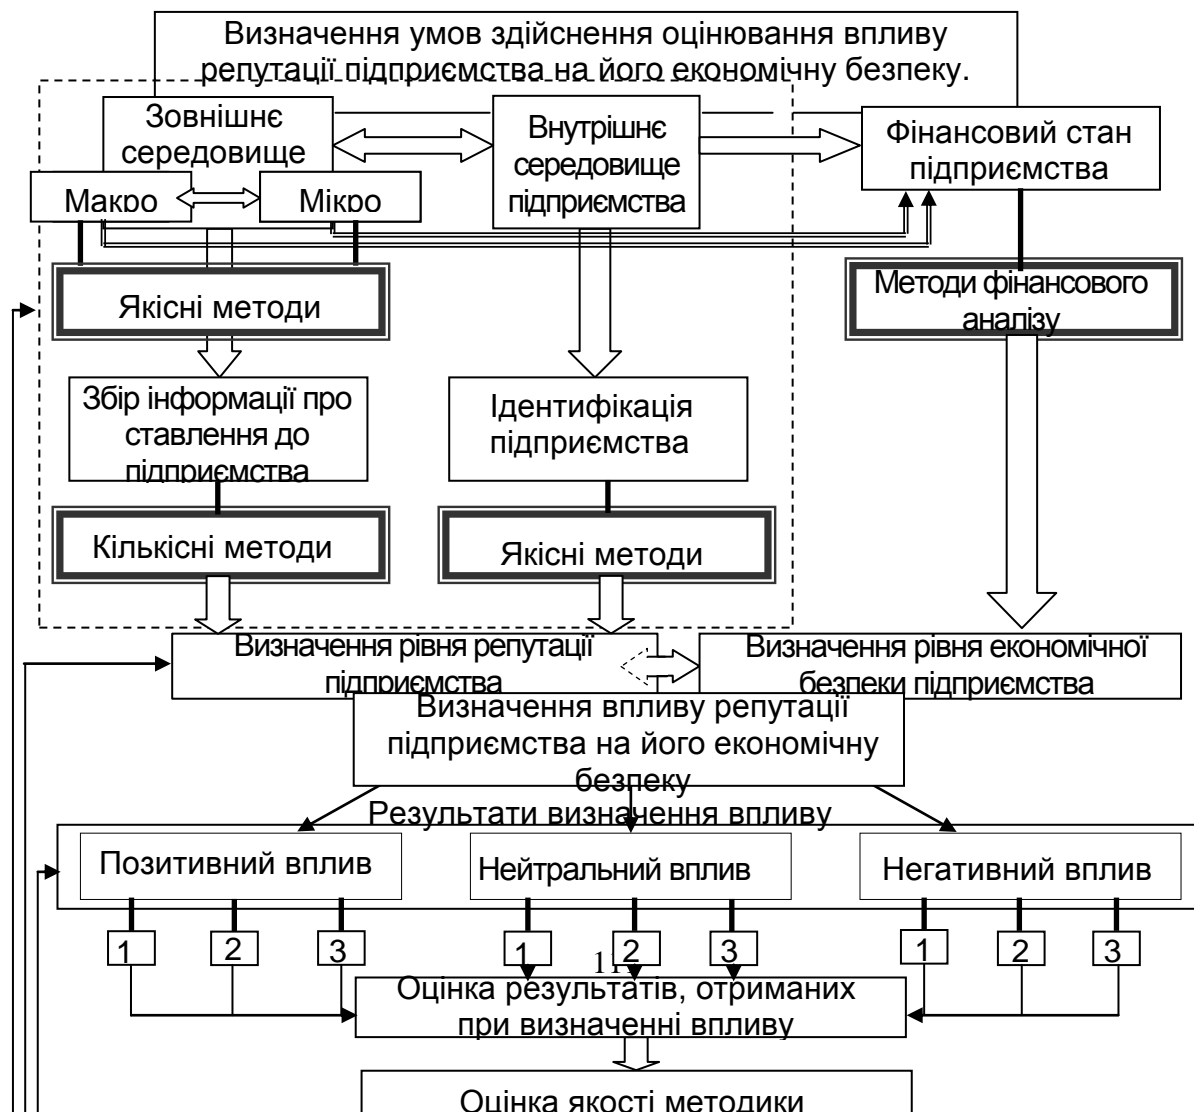 Визначення умов здійснення оцінювання впливу
репутації підприємства на його економічну безпеку.
Зовнішнє
середовище
Макро
Мікро
Внутрішнє
середовище
підприємства
Фінансовий стан
підприємства
Якісні методи
Методи фінансового
аналізу
Збір інформації про
ставлення до
підприємства
Ідентифікація
підприємства
Кількісні методи
Якісні методи
Визначення рівня репутації
підприємства
Визначення рівня економічної
безпеки підприємства
Визначення впливу репутації
підприємства на його економічну
безпеку
Результати визначення впливу
Позитивний вплив
Нейтральний вплив
Негативний вплив
1
2
3
1
2
3
1
2
3
Оцінка результатів, отриманих
при визначенні впливу
Оцінка якості методики